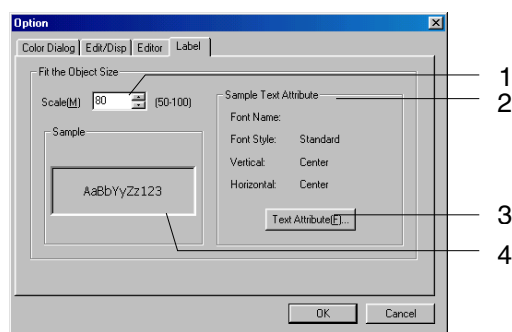 Option
Color Dialog Edit/Disp Editor Label
Fit the Object Size
Scale(M) 80 (50-100)
Sample
AaBbYyZz123
Sample Text Attribute
Font Name:
Font Style: Standard
Vertical: Center
Horizontal: Center
Text Attribute(F)...
OK Cancel
1
2
3
4